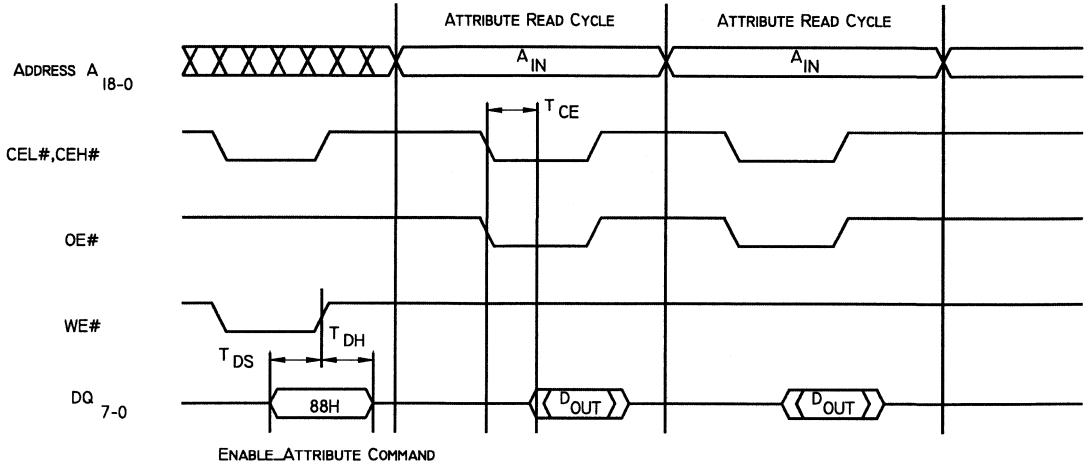 ATTRIBUTE READ CYCLE ATTRIBUTE READ CYCLE
ADDRESS A18-0 AIN AIN
TCE
CEL#,CEH#
OE#
WE#
TDS TDH
DQ7-0 88H DOUT DOUT
ENABLE_ATTRIBUTE COMMAND